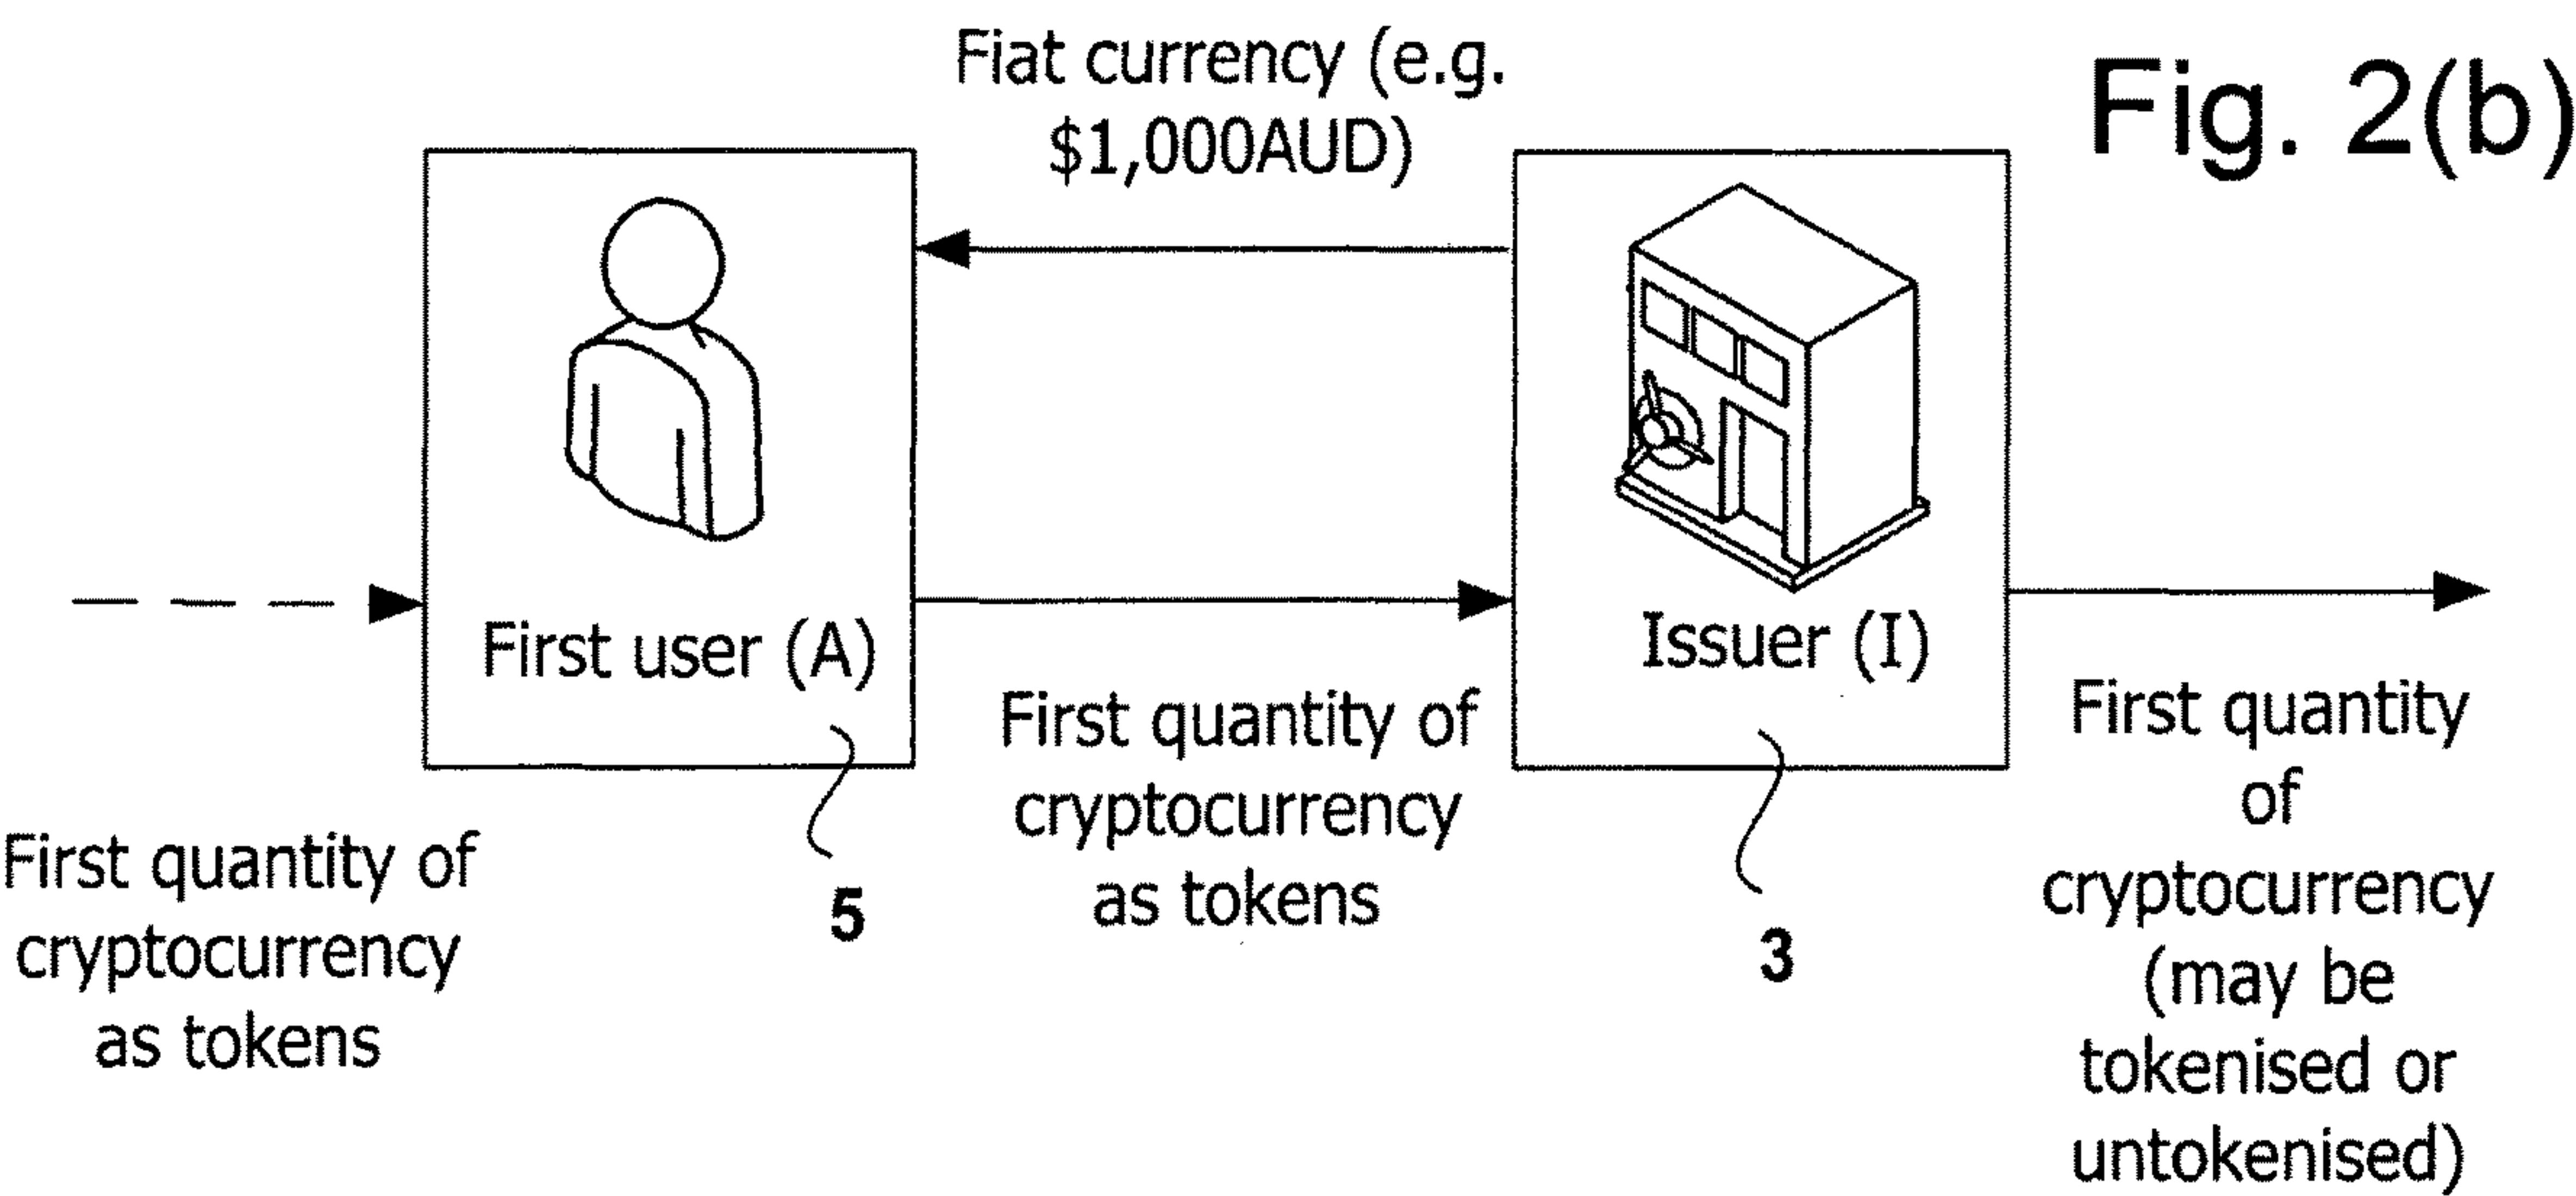 Fiat currency (e.g.
$1,000AUD)
Fig. 2(b)
First user (A)
Issuer (I)
First quantity of
cryptocurrency
as tokens
5
First quantity of
cryptocurrency
as tokens
3
First quantity
of
cryptocurrency
(may be
tokenised or
untokenised)